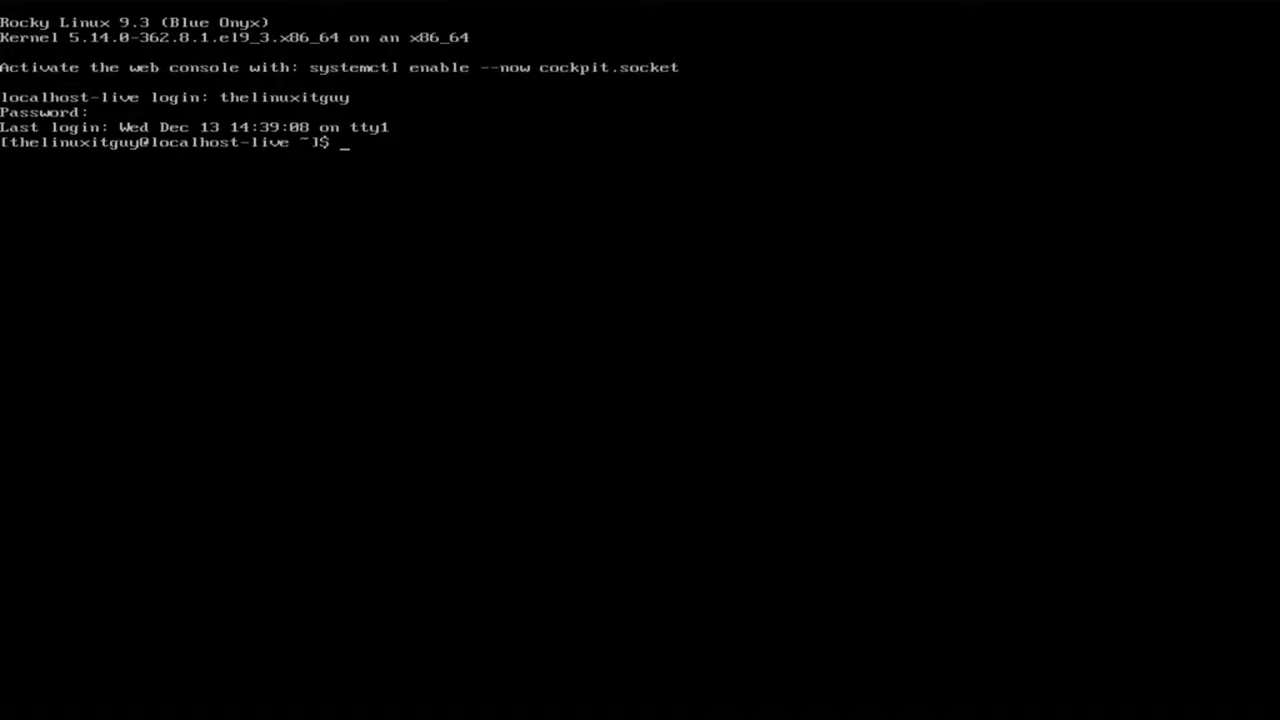 Rocky Linux 9.3 (Blue Onyx)
Kernel 5.14.0-362.8.1.el9_3.x86_64 on an x86_64
Activate the web console with: systemctl enable --now cockpit.socket
localhost-live login: thelinuxitguy
Password:
Last login: Wed Dec 13 14:39:08 on tty1
[thelinuxitguy@localhost-live ~]$ _